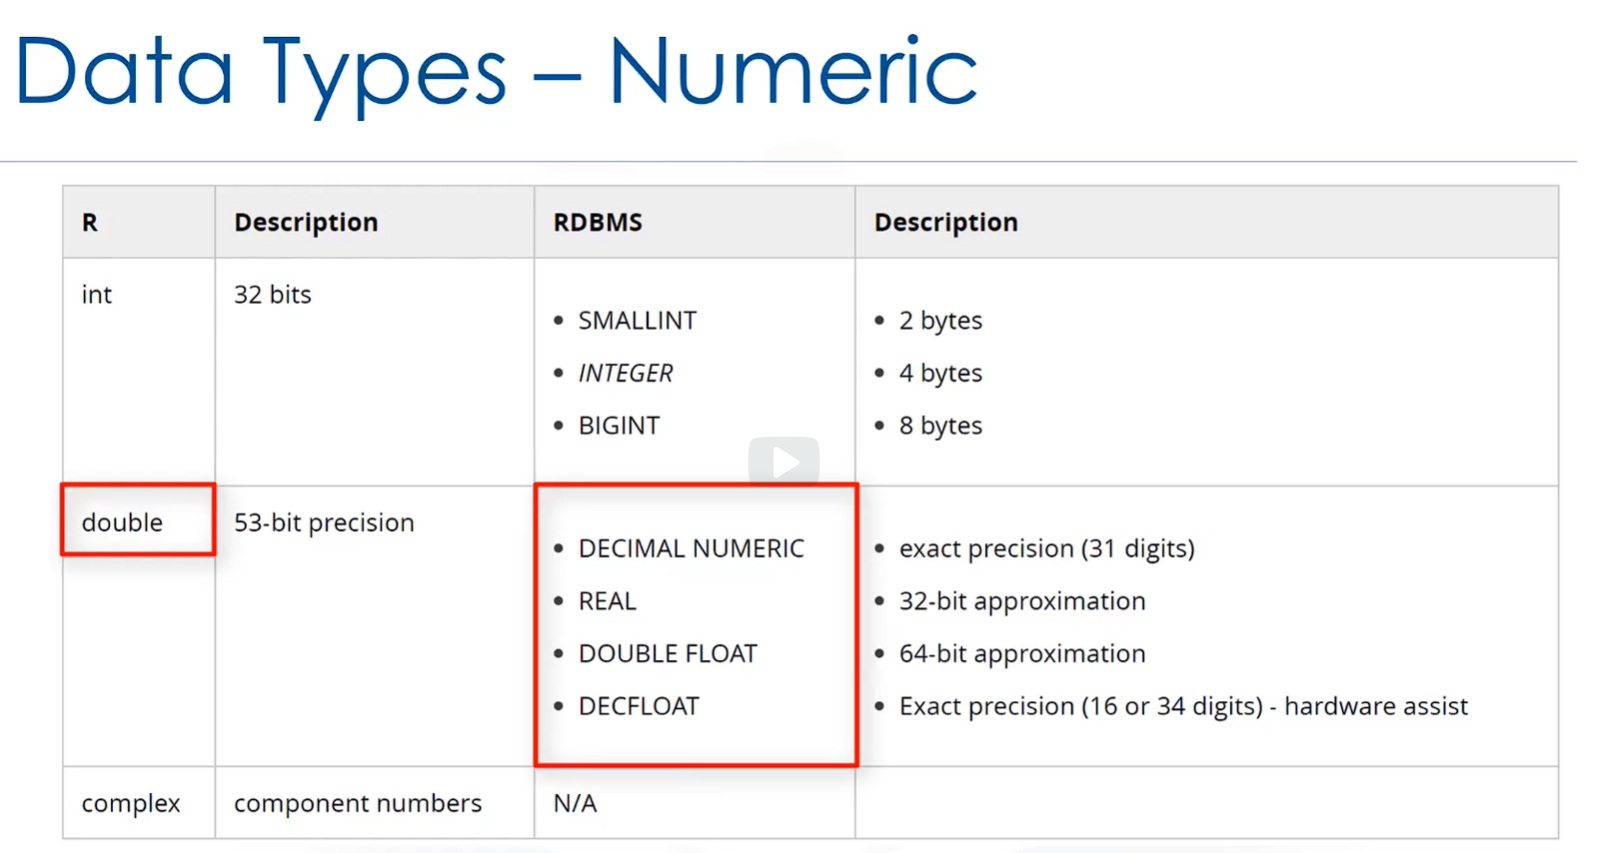 Data Types – Numeric
R Description RDBMS Description
int 32 bits
• SMALLINT • 2 bytes
• INTEGER • 4 bytes
• BIGINT • 8 bytes
double 53-bit precision
• DECIMAL NUMERIC • exact precision (31 digits)
• REAL • 32-bit approximation
• DOUBLE FLOAT • 64-bit approximation
• DECFLOAT • Exact precision (16 or 34 digits) - hardware assist
complex component numbers N/A